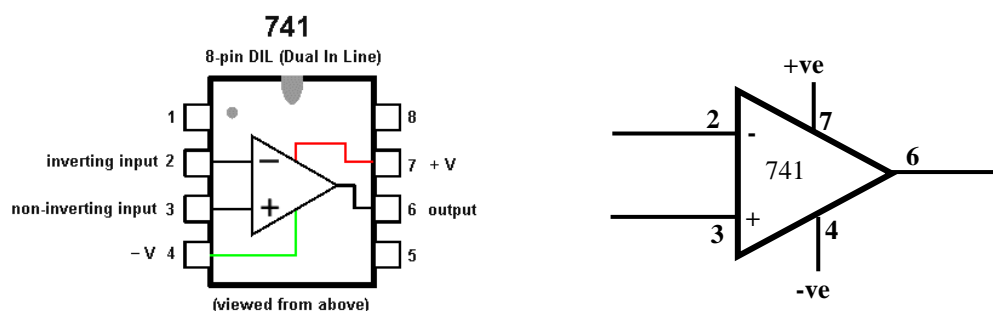 741
8-pin DIL (Dual In Line)
1
8
inverting input 2
−
7 + V
non-inverting input 3
+
6 output
− V 4
5
(viewed from above)
+ve
2
-
7
741
6
3
+
4
-ve